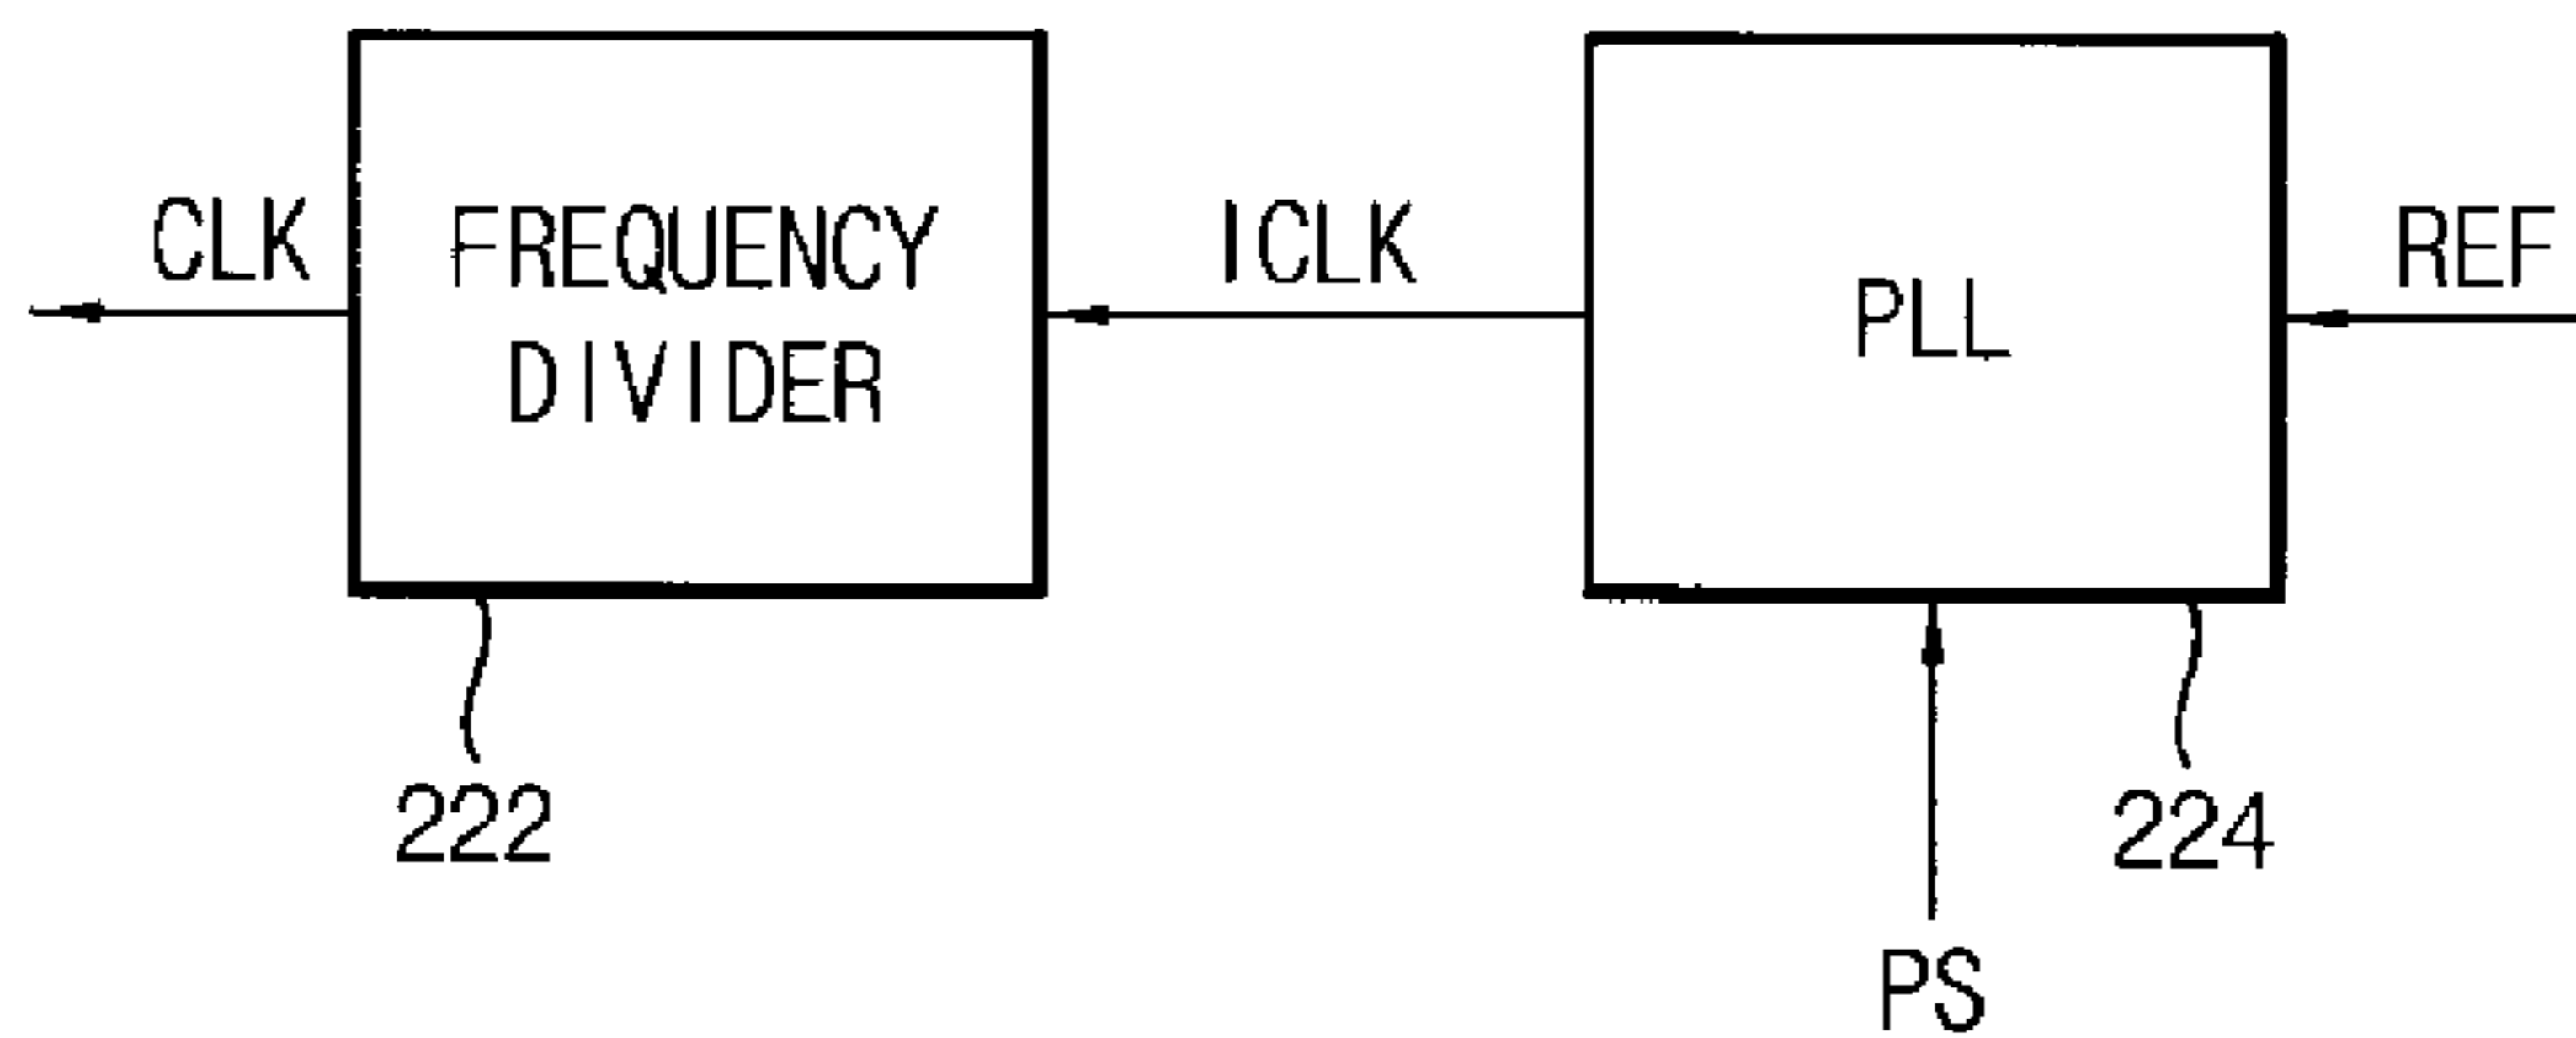 CLK
FREQUENCY
DIVIDER
ICLK
PLL
REF
222
224
PS